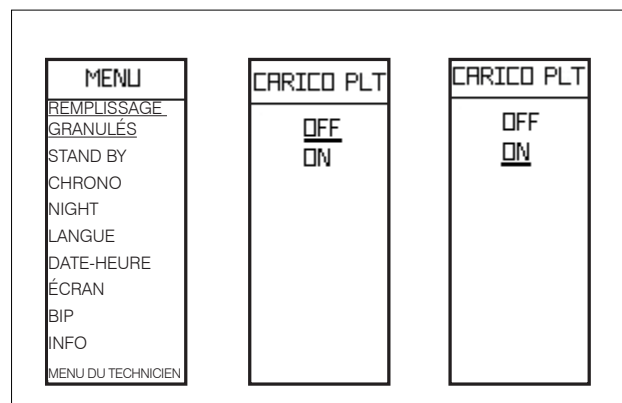 MENU
REMPLISSAGE
GRANULÉS
STAND BY
CHRONO
NIGHT
LANGUE
DATE-HEURE
ÉCRAN
BIP
INFO
MENU DU TECHNICIEN
CARICO PLT
OFF
ON
CARICO PLT
OFF
ON